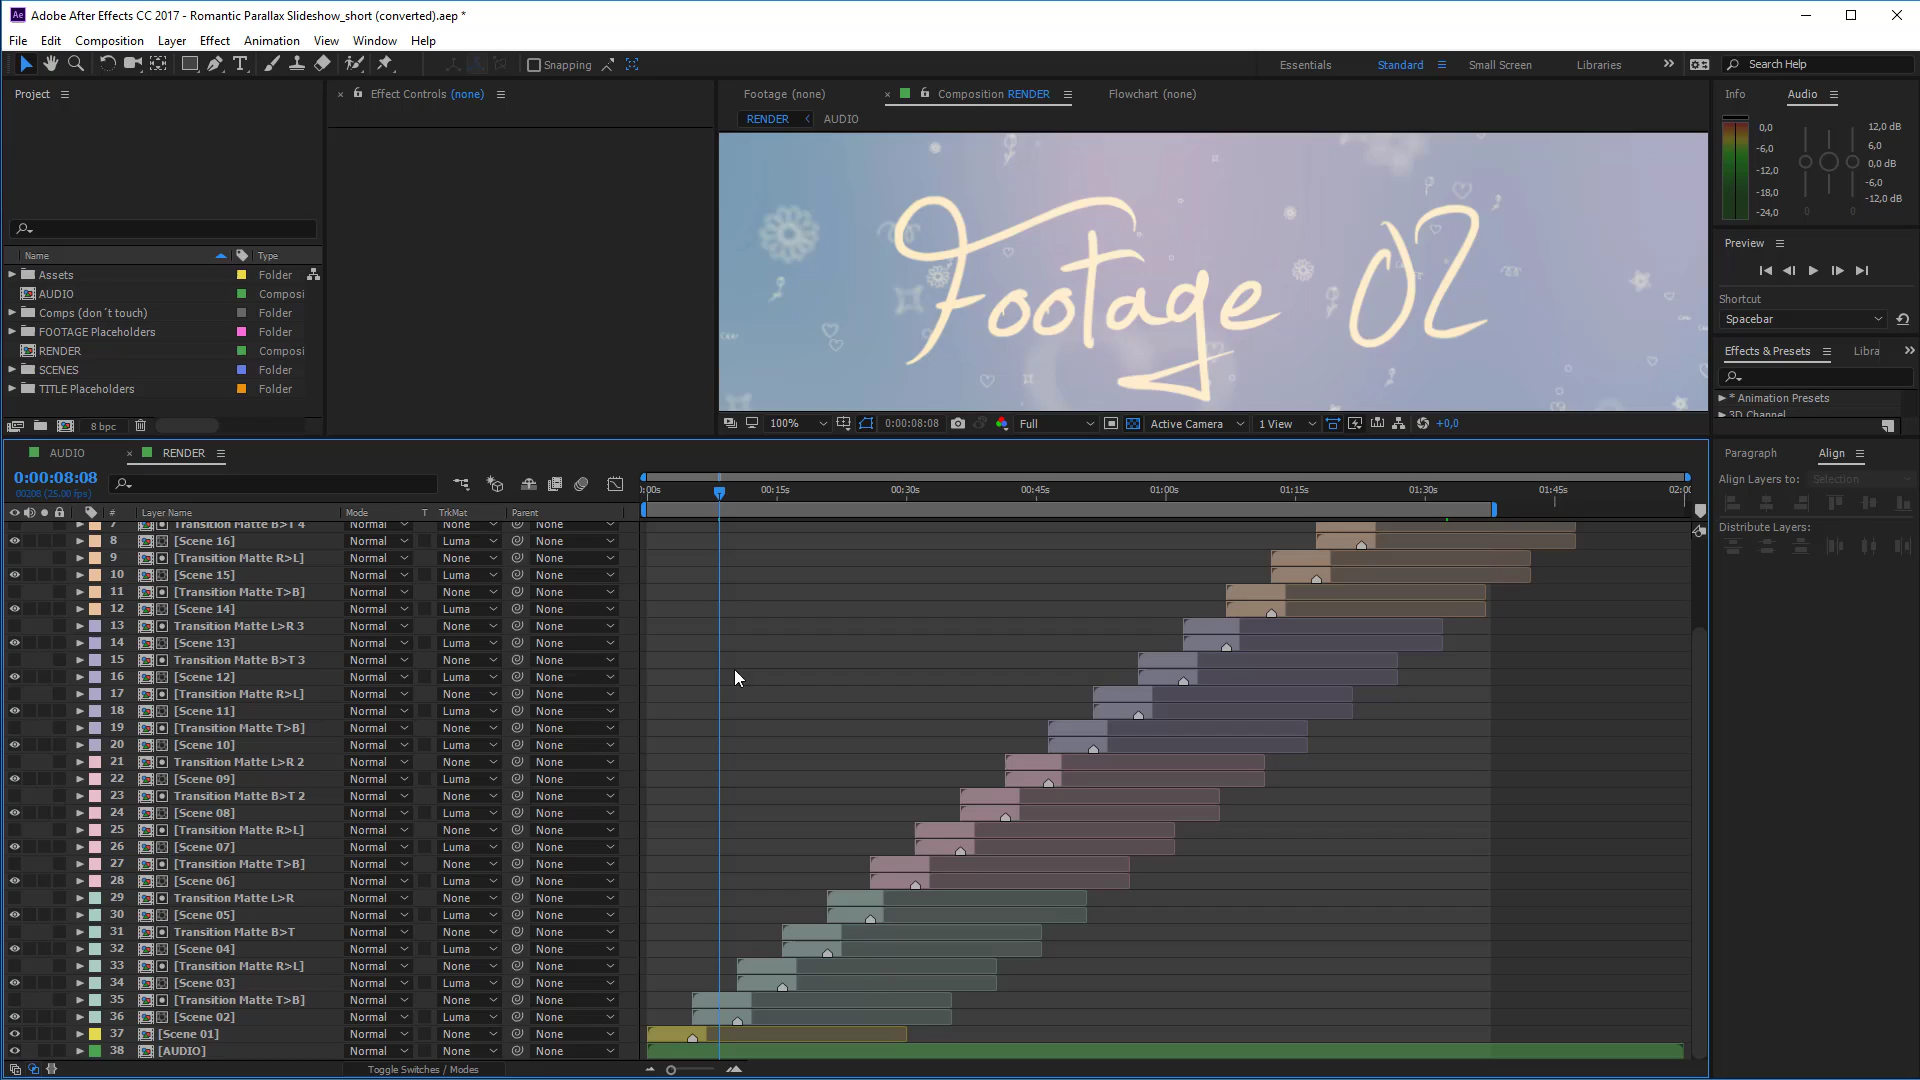 Adobe After Effects CC 2017 - Romantic Parallax Slideshow_short (converted).aep *
File Edit Composition Layer Effect Animation View Window Help
Snapping Essentials Standard Small Screen Libraries Search Help
Project Effect Controls (none) Footage (none) Composition RENDER Flowchart (none) Info Audio
RENDER AUDIO
Footage 02
0,0 12,0 dB
-6,0 6,0
-12,0 0,0 dB
-18,0 -6,0
-24,0 -12,0 dB
0 0
Preview
Shortcut
Spacebar
Effects & Presets Libra
* Animation Presets
3D Channel
Name Type
Assets Folder
AUDIO Composi
Comps (don´t touch) Folder
FOOTAGE Placeholders Folder
RENDER Composi
SCENES Folder
TITLE Placeholders Folder
8 bpc
100% 0:00:08:08 Full Active Camera 1 View +0,0
AUDIO RENDER
0:00:08:08
00208 (25.00 fps)
):00s 00:15s 00:30s 00:45s 01:00s 01:15s 01:30s 01:45s 02:00
# Layer Name Mode T TrkMat Parent
7 Transition Matte B>T 4 Normal None None
8 [Scene 16] Normal Luma None
9 [Transition Matte R>L] Normal None None
10 [Scene 15] Normal Luma None
11 [Transition Matte T>B] Normal None None
12 [Scene 14] Normal Luma None
13 Transition Matte L>R 3 Normal None None
14 [Scene 13] Normal Luma None
15 Transition Matte B>T 3 Normal None None
16 [Scene 12] Normal Luma None
17 [Transition Matte R>L] Normal None None
18 [Scene 11] Normal Luma None
19 [Transition Matte T>B] Normal None None
20 [Scene 10] Normal Luma None
21 Transition Matte L>R 2 Normal None None
22 [Scene 09] Normal Luma None
23 Transition Matte B>T 2 Normal None None
24 [Scene 08] Normal Luma None
25 [Transition Matte R>L] Normal None None
26 [Scene 07] Normal Luma None
27 [Transition Matte T>B] Normal None None
28 [Scene 06] Normal Luma None
29 Transition Matte L>R Normal None None
30 [Scene 05] Normal Luma None
31 Transition Matte B>T Normal None None
32 [Scene 04] Normal Luma None
33 [Transition Matte R>L] Normal None None
34 [Scene 03] Normal Luma None
35 [Transition Matte T>B] Normal None None
36 [Scene 02] Normal Luma None
37 [Scene 01] Normal None None
38 [AUDIO] Normal None None
Toggle Switches / Modes
Paragraph Align
Align Layers to: Selection
Distribute Layers: